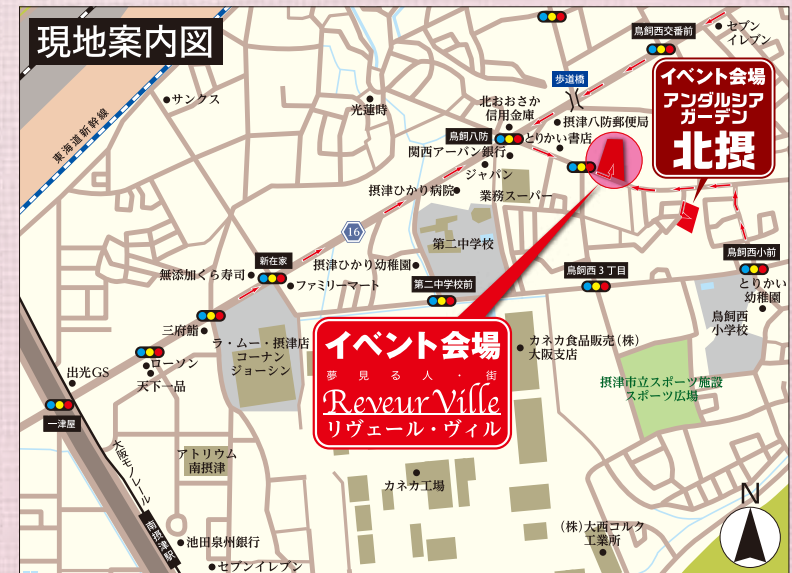 現地案内図
鳥飼西交番前
セブン
イレブン
歩道橋
イベント会場
アンダルシア
ガーデン
北摂
サンクス
光蓮時
北おおさか
信用金庫
摂津八防郵便局
鳥飼八防
とりかい書店
関西アーバン銀行
ジャパン
東海道新幹線
摂津ひかり病院
業務スーパー
16
第二中学校
新在家
摂津ひかり幼稚園
無添加くら寿司
ファミリーマート
第二中学校前
鳥飼西3丁目
鳥飼西小前
とりかい
幼稚園
鳥飼西
小学校
三府鮨
ラ・ムー・摂津店
コーナン
ジョーシン
イベント会場
夢見る人・街
Reveur Ville
リヴェール・ヴィル
カネカ食品販売(株)
大阪支店
ローソン
出光GS
天下一品
摂津市立スポーツ施設
スポーツ広場
一津屋
大阪モノレール
アトリウム
南摂津
カネカ工場
N
南摂津駅
池田泉州銀行
セブンイレブン
(株)大西コルク
工業所